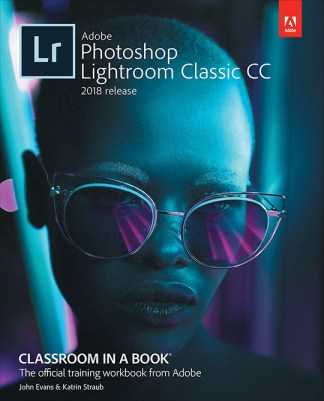 Lr
Adobe
Photoshop
Lightroom Classic CC
2018 release
Adobe
CLASSROOM IN A BOOK®
The official training workbook from Adobe
John Evans & Katrin Straub